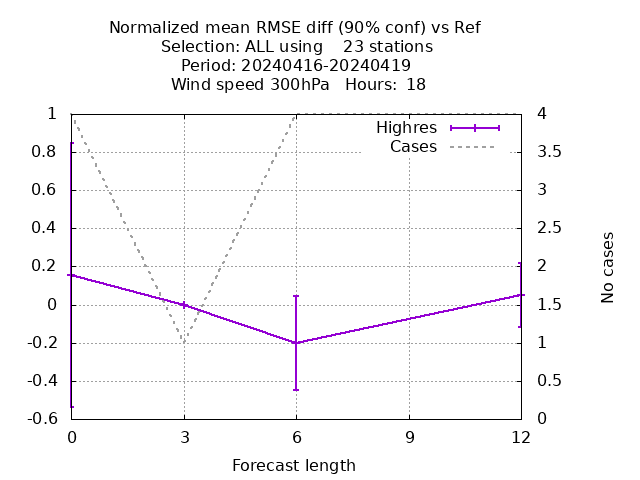 Normalized mean RMSE diff (90% conf) vs Ref
Selection: ALL using    23 stations
Period: 20240416-20240419
Wind speed 300hPa   Hours:  18
Highres
Cases
1
0.8
0.6
0.4
0.2
0
-0.2
-0.4
-0.6
4
3.5
3
2.5
2
1.5
1
0.5
0
No cases
0 3 6 9 12
Forecast length